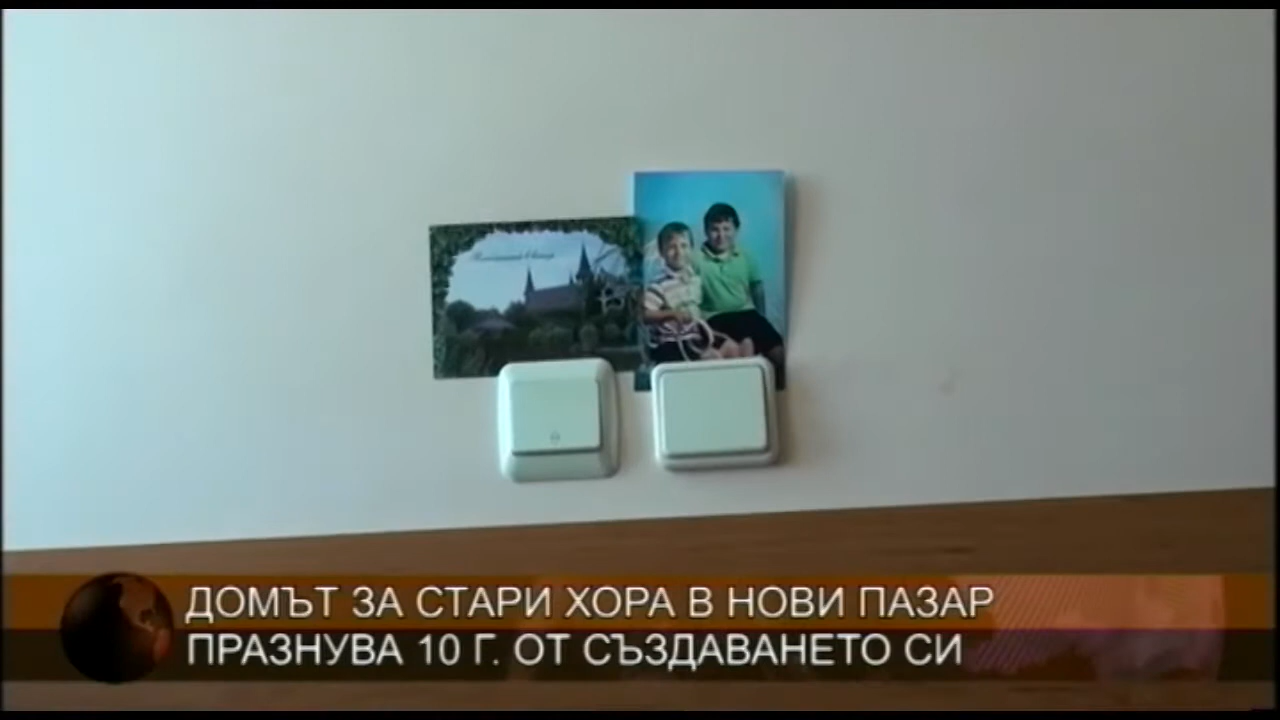 ДОМЪТ ЗА СТАРИ ХОРА В НОВИ ПАЗАР
ПРАЗНУВА 10 Г. ОТ СЪЗДАВАНЕТО СИ